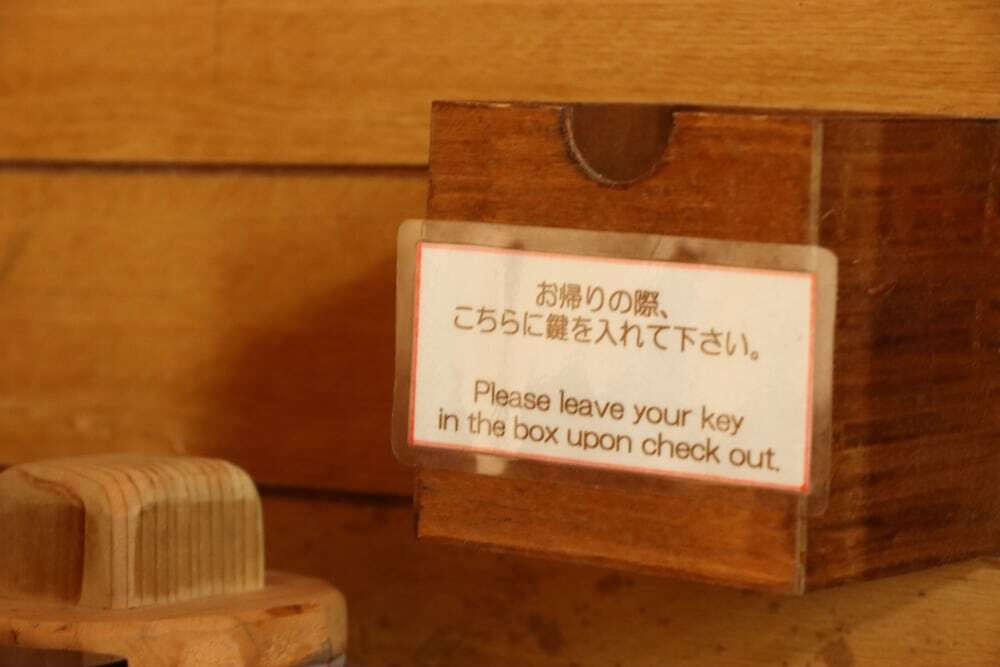 お帰りの際、
こちらに鍵を入れて下さい。
Please leave your key
in the box upon check out.